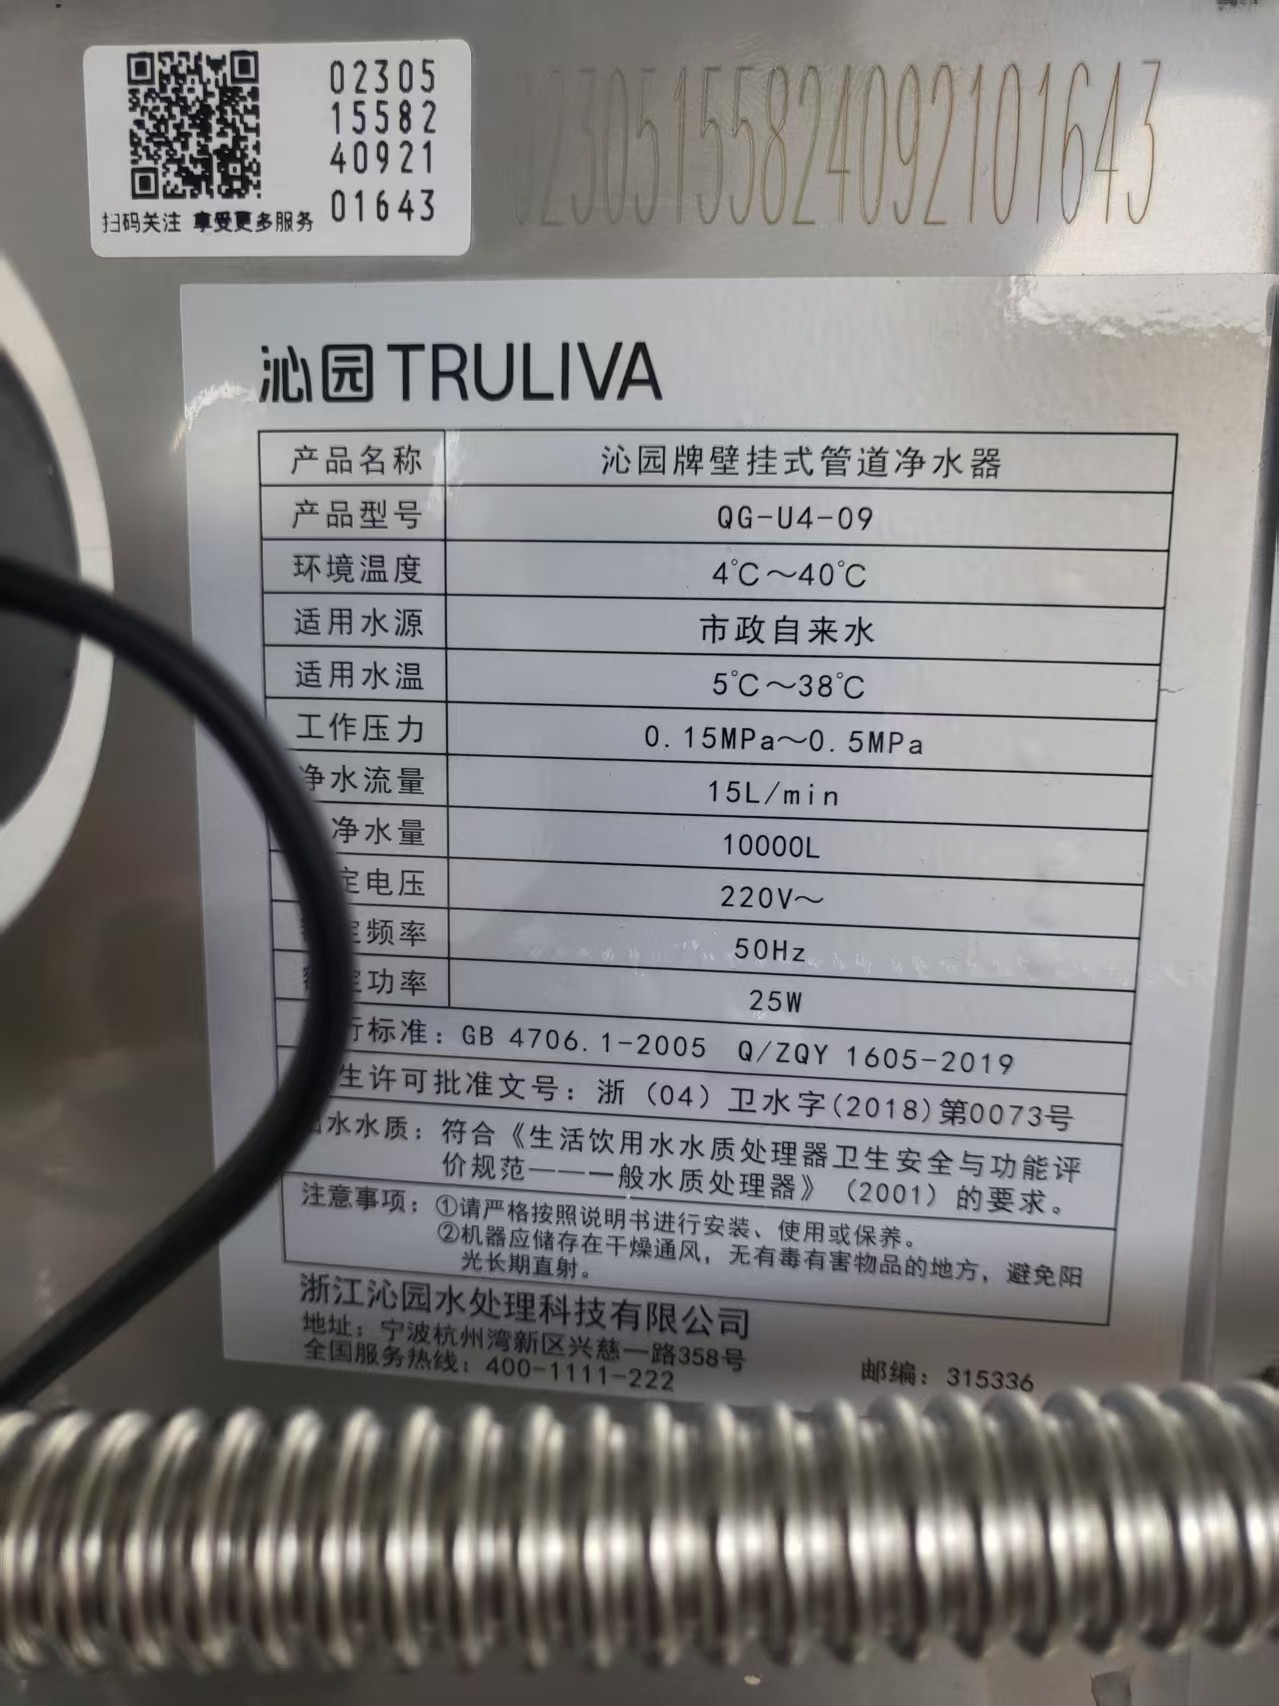 02305
15582
40921
01643
扫码关注 享受更多服务
02305155824092101643
沁园 TRULIVA
产品名称 沁园牌壁挂式管道净水器
产品型号 QG-U4-09
环境温度 4℃～40℃
适用水源 市政自来水
适用水温 5℃～38℃
工作压力 0.15MPa～0.5MPa
净水流量 15L/min
净水量 10000L
定电压 220V～
定频率 50Hz
额定功率 25W
行标准：GB 4706.1-2005 Q/ZQY 1605-2019
生许可批准文号：浙（04）卫水字(2018)第0073号
出水水质：符合《生活饮用水水质处理器卫生安全与功能评
价规范———一般水质处理器》（2001）的要求。
注意事项：①请严格按照说明书进行安装、使用或保养。
②机器应储存在干燥通风，无有毒有害物品的地方，避免阳
光长期直射。
浙江沁园水处理科技有限公司
地址：宁波杭州湾新区兴慈一路358号
全国服务热线：400-1111-222 邮编：315336